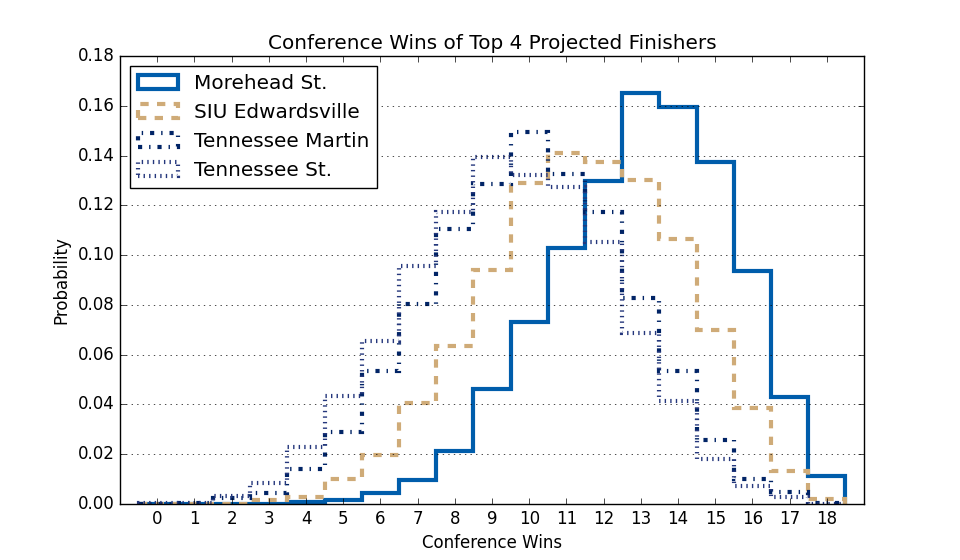 Conference Wins of Top 4 Projected Finishers
0.18
0.16
0.14
0.12
0.10
0.08
0.06
0.04
0.02
0.00
Probability
Morehead St.
SIU Edwardsville
Tennessee Martin
Tennessee St.
0 1 2 3 4 5 6 7 8 9 10 11 12 13 14 15 16 17 18
Conference Wins